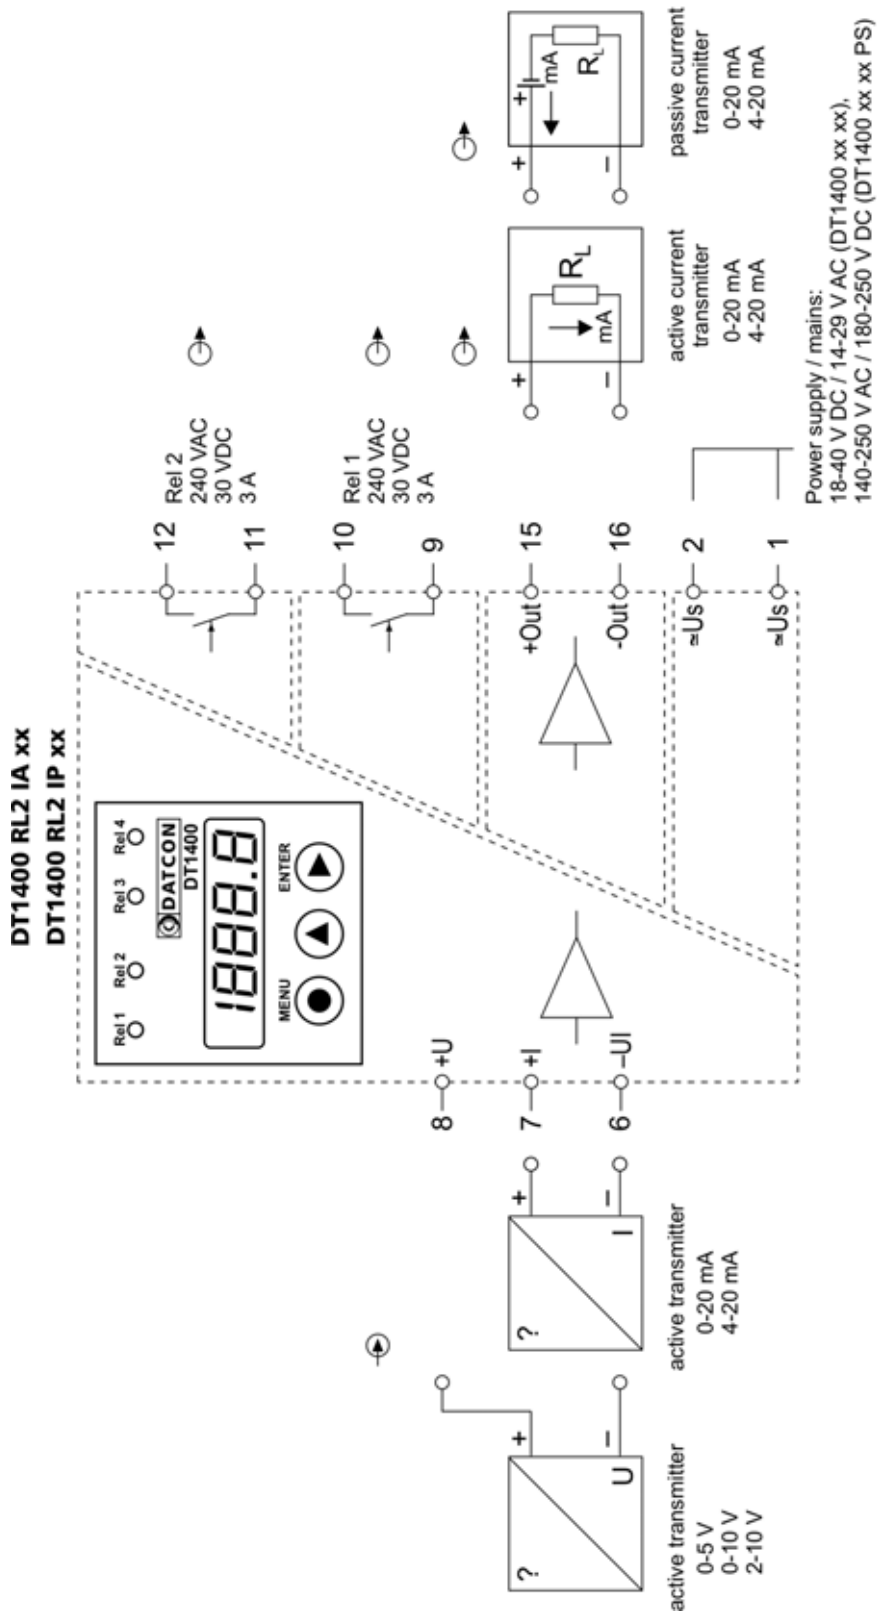 DT1400 RL2 IA xx
DT1400 RL2 IP xx
Rel 1
Rel 2
Rel 3
Rel 4
DATCON
DT1400
1888.8
MENU
ENTER
8
+U
7
+I
6
–UI
12
11
Rel 2
240 VAC
30 VDC
3 A
10
9
Rel 1
240 VAC
30 VDC
3 A
+Out
15
-Out
16
≃Us
2
≃Us
1
?
U
+
–
active transmitter
0-5 V
0-10 V
2-10 V
?
I
+
–
active transmitter
0-20 mA
4-20 mA
+
–
mA
RL
active current
transmitter
0-20 mA
4-20 mA
+
–
+
mA
RL
passive current
transmitter
0-20 mA
4-20 mA
Power supply / mains:
18-40 V DC / 14-29 V AC (DT1400 xx xx),
140-250 V AC / 180-250 V DC (DT1400 xx xx PS)